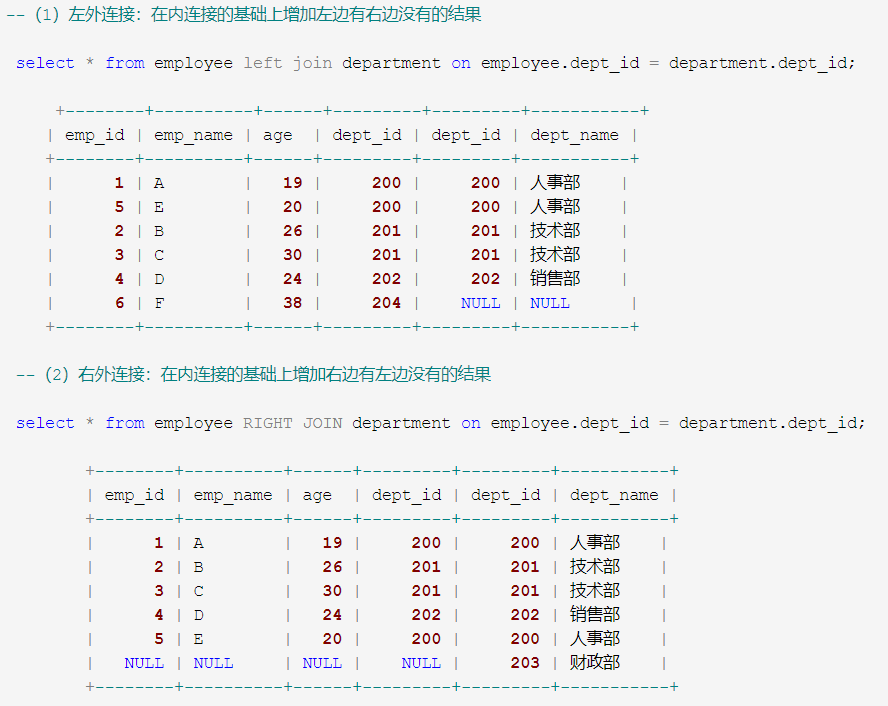 -- (1) 左外连接：在内连接的基础上增加左边有右边没有的结果
select * from employee left join department on employee.dept_id = department.dept_id;
+--------+----------+------+---------+---------+-----------+
| emp_id | emp_name | age  | dept_id | dept_id | dept_name |
+--------+----------+------+---------+---------+-----------+
|      1 | A        |   19 |     200 |     200 | 人事部    |
|      5 | E        |   20 |     200 |     200 | 人事部    |
|      2 | B        |   26 |     201 |     201 | 技术部    |
|      3 | C        |   30 |     201 |     201 | 技术部    |
|      4 | D        |   24 |     202 |     202 | 销售部    |
|      6 | F        |   38 |     204 |    NULL | NULL      |
+--------+----------+------+---------+---------+-----------+
-- (2) 右外连接：在内连接的基础上增加右边有左边没有的结果
select * from employee RIGHT JOIN department on employee.dept_id = department.dept_id;
+--------+----------+------+---------+---------+-----------+
| emp_id | emp_name | age  | dept_id | dept_id | dept_name |
+--------+----------+------+---------+---------+-----------+
|      1 | A        |   19 |     200 |     200 | 人事部    |
|      2 | B        |   26 |     201 |     201 | 技术部    |
|      3 | C        |   30 |     201 |     201 | 技术部    |
|      4 | D        |   24 |     202 |     202 | 销售部    |
|      5 | E        |   20 |     200 |     200 | 人事部    |
|   NULL | NULL     | NULL |    NULL |     203 | 财政部    |
+--------+----------+------+---------+---------+-----------+